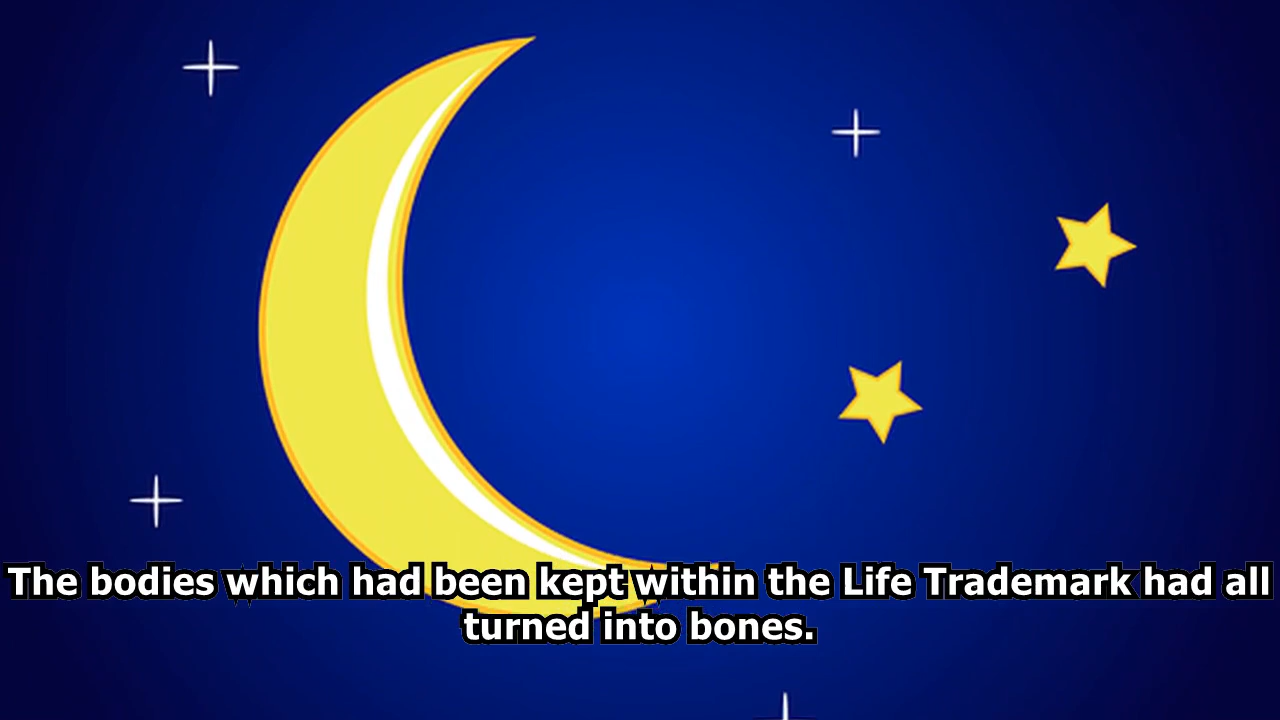 The bodies which had been kept within the Life Trademark had all
turned into bones.